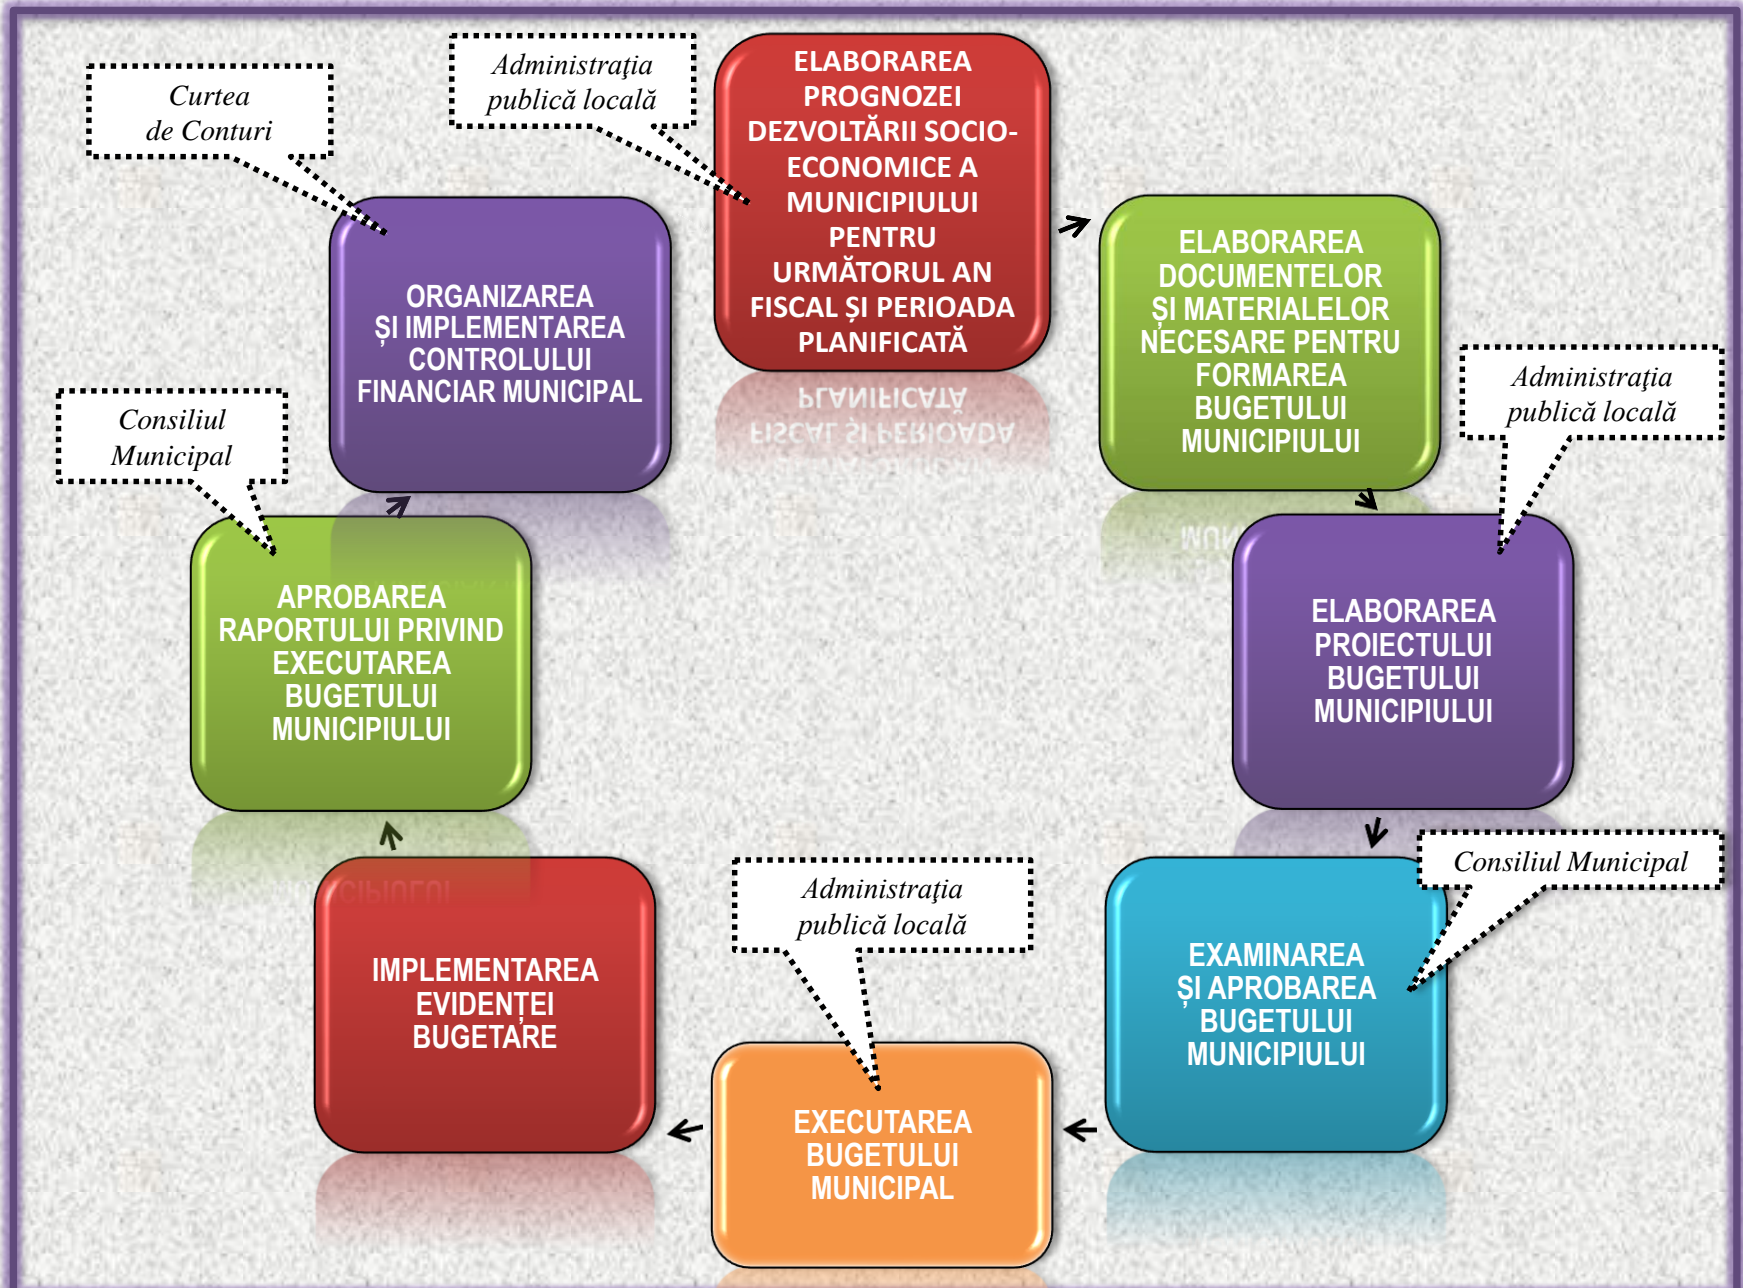 Administraţia
publică locală
ELABORAREA
PROGNOZEI
DEZVOLTĂRII SOCIO-
ECONOMICE A
MUNICIPIULUI
PENTRU
URMĂTORUL AN
FISCAL ȘI PERIOADA
PLANIFICATĂ
ELABORAREA
DOCUMENTELOR
ȘI MATERIALELOR
NECESARE PENTRU
FORMAREA
BUGETULUI
MUNICIPIULUI
Administraţia
publică locală
ELABORAREA
PROIECTULUI
BUGETULUI
MUNICIPIULUI
Consiliul Municipal
EXAMINAREA
ȘI APROBAREA
BUGETULUI
MUNICIPIULUI
Administraţia
publică locală
EXECUTAREA
BUGETULUI
MUNICIPAL
IMPLEMENTAREA
EVIDENȚEI
BUGETARE
Consiliul
Municipal
APROBAREA
RAPORTULUI PRIVIND
EXECUTAREA
BUGETULUI
MUNICIPIULUI
Curtea
de Conturi
ORGANIZAREA
ȘI IMPLEMENTAREA
CONTROLULUI
FINANCIAR MUNICIPAL